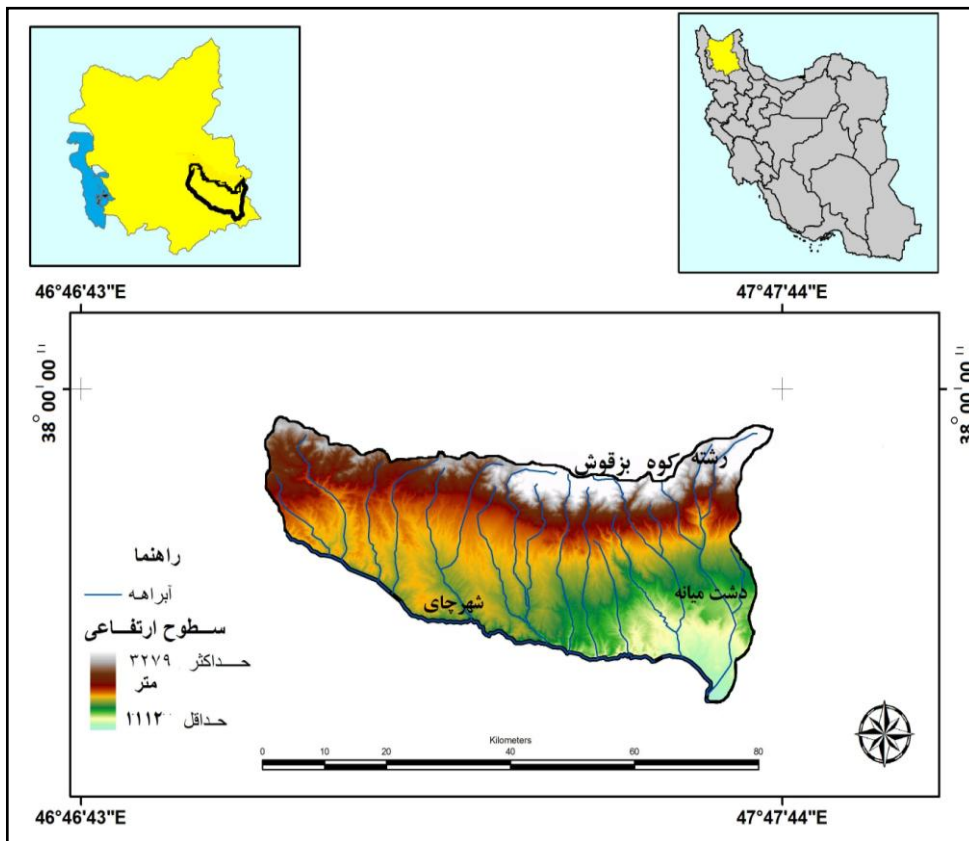 46°46'43"E
47°47'44"E
38°00'00"
38°00'00"
رشته کوه بزقوش
دشت میانه
شهرچای
راهنما
آبراهه
سطوح ارتفاعی
حداکثر ۳۲۷۹
متر
حداقل
Kilometers
0 10 20 40 60 80
46°46'43"E
47°47'44"E